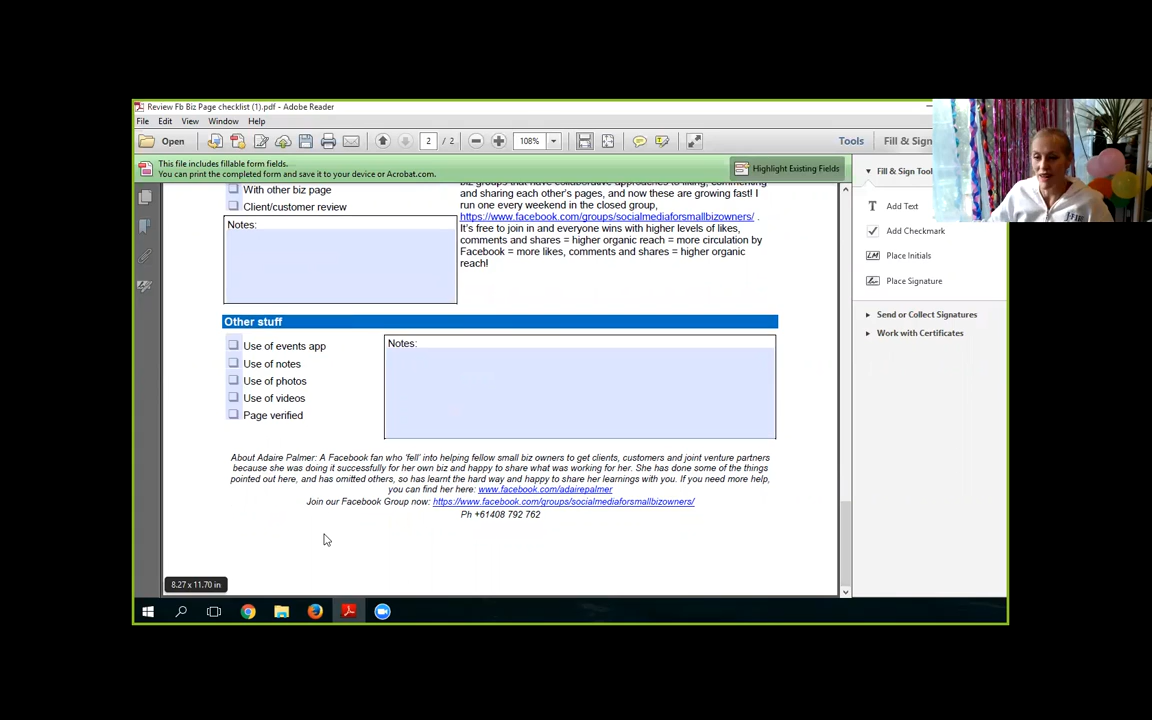 Review Fb Biz Page checklist (1).pdf - Adobe Reader
File Edit View Window Help
Open 2 / 2 108% Tools Fill & Sign
This file includes fillable form fields.
You can print the completed form and save it to your device or Acrobat.com.
Highlight Existing Fields
With other biz page
Client/customer review
Notes:
biz groups that have collaborative approaches to liking, commenting
and sharing each other's pages, and now these are growing fast! I
run one every weekend in the closed group,
https://www.facebook.com/groups/socialmediaforsmallbizowners/ .
It's free to join in and everyone wins with higher levels of likes,
comments and shares = higher organic reach = more circulation by
Facebook = more likes, comments and shares = higher organic
reach!
Other stuff
Use of events app
Use of notes
Use of photos
Use of videos
Page verified
Notes:
About Adaire Palmer: A Facebook fan who 'fell' into helping fellow small biz owners to get clients, customers and joint venture partners
because she was doing it successfully for her own biz and happy to share what was working for her. She has done some of the things
pointed out here, and has omitted others, so has learnt the hard way and happy to share her learnings with you. If you need more help,
you can find her here: www.facebook.com/adairepalmer
Join our Facebook Group now: https://www.facebook.com/groups/socialmediaforsmallbizowners/
Ph +61408 792 762
8.27 x 11.70 in
Fill & Sign Tool
Add Text
Add Checkmark
Place Initials
Place Signature
Send or Collect Signatures
Work with Certificates